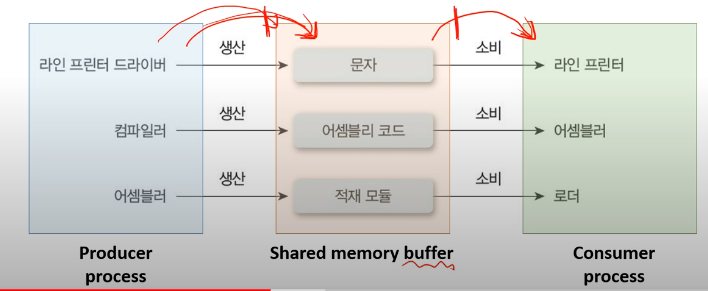 생산
소비
라인 프린터 드라이버
문자
라인 프린터
생산
소비
컴파일러
어셈블리 코드
어셈블러
생산
소비
어셈블러
적재 모듈
로더
Producer
process
Shared memory buffer
Consumer
process